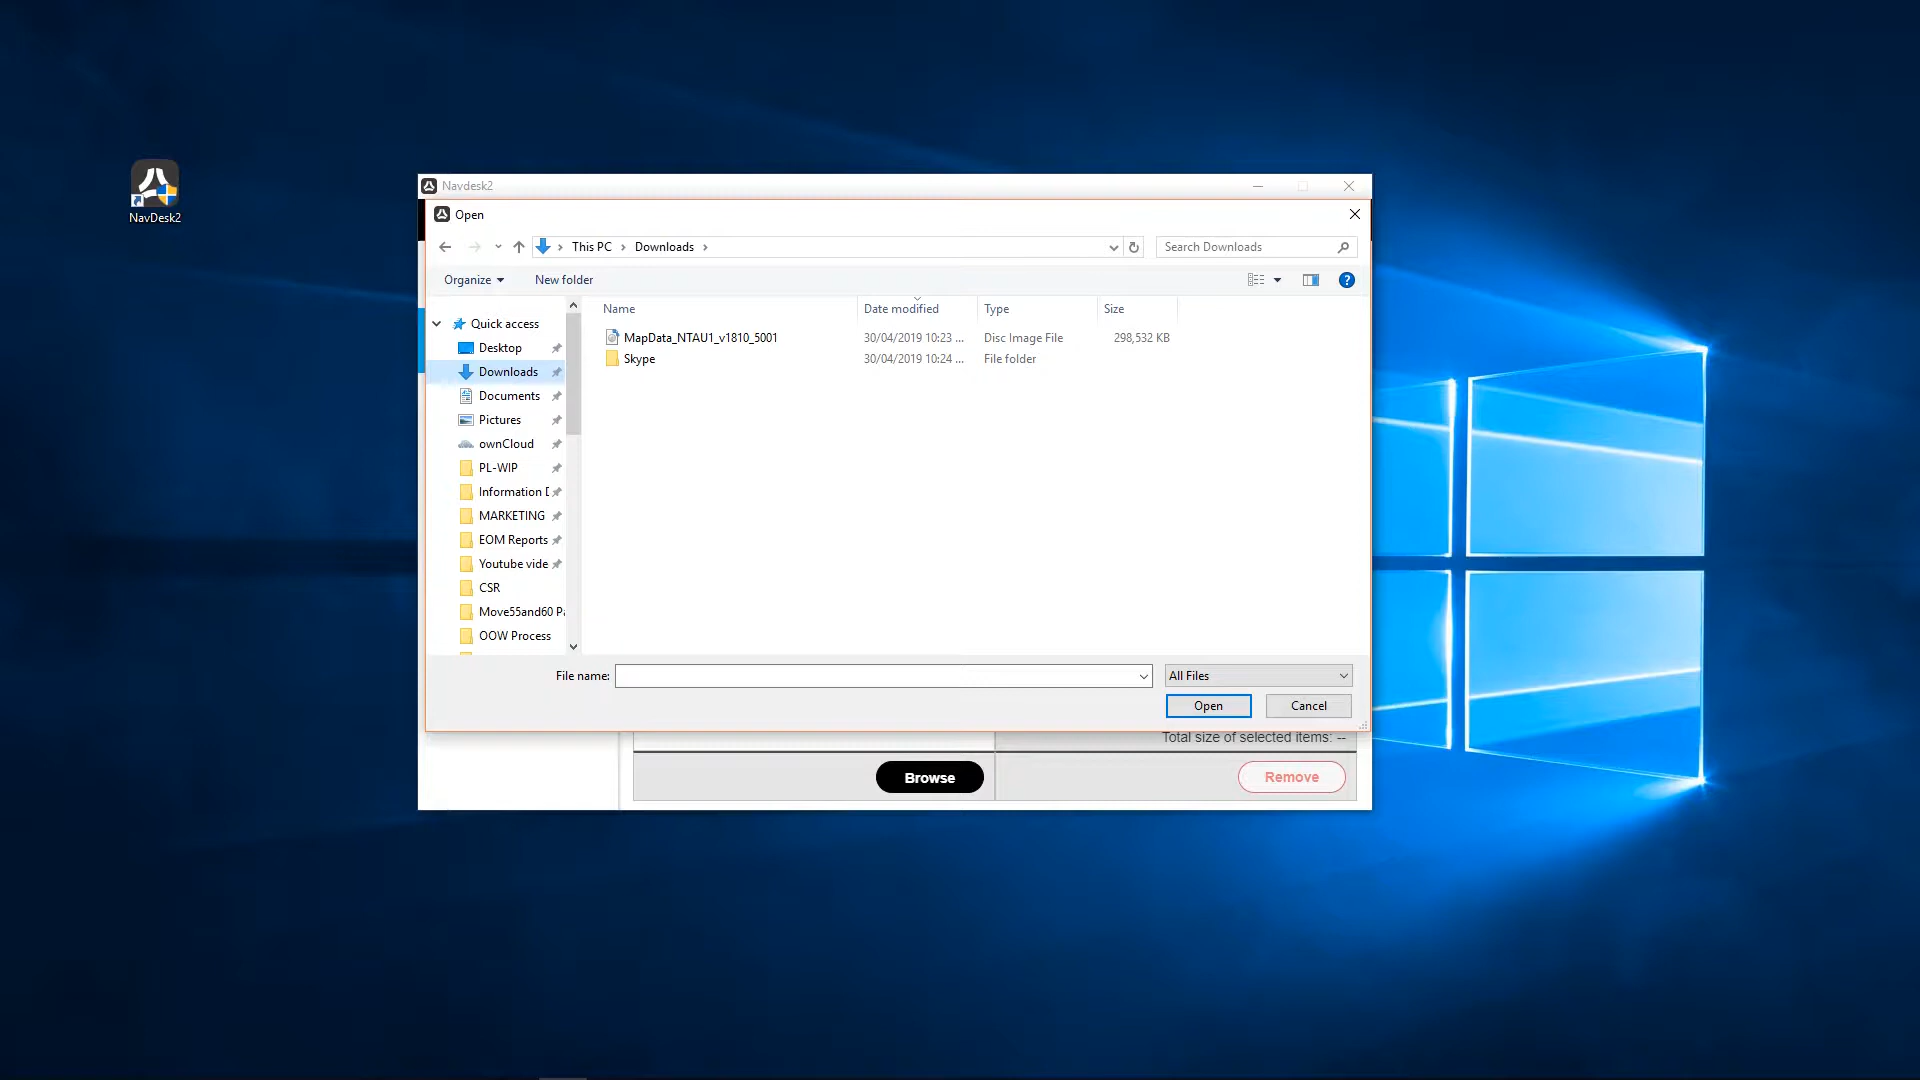 NavDesk2
Navdesk2
Open
This PC > Downloads >
Search Downloads
Organize
New folder
Name
Date modified
Type
Size
MapData_NTAU1_v1810_5001
30/04/2019 10:23 ...
Disc Image File
298,532 KB
Skype
30/04/2019 10:24 ...
File folder
Quick access
Desktop
Downloads
Documents
Pictures
ownCloud
PL-WIP
Information D
MARKETING
EOM Reports
Youtube vide
CSR
Move55and60 Pa
OOW Process
File name:
All Files
Open
Cancel
Total size of selected items: --
Browse
Remove